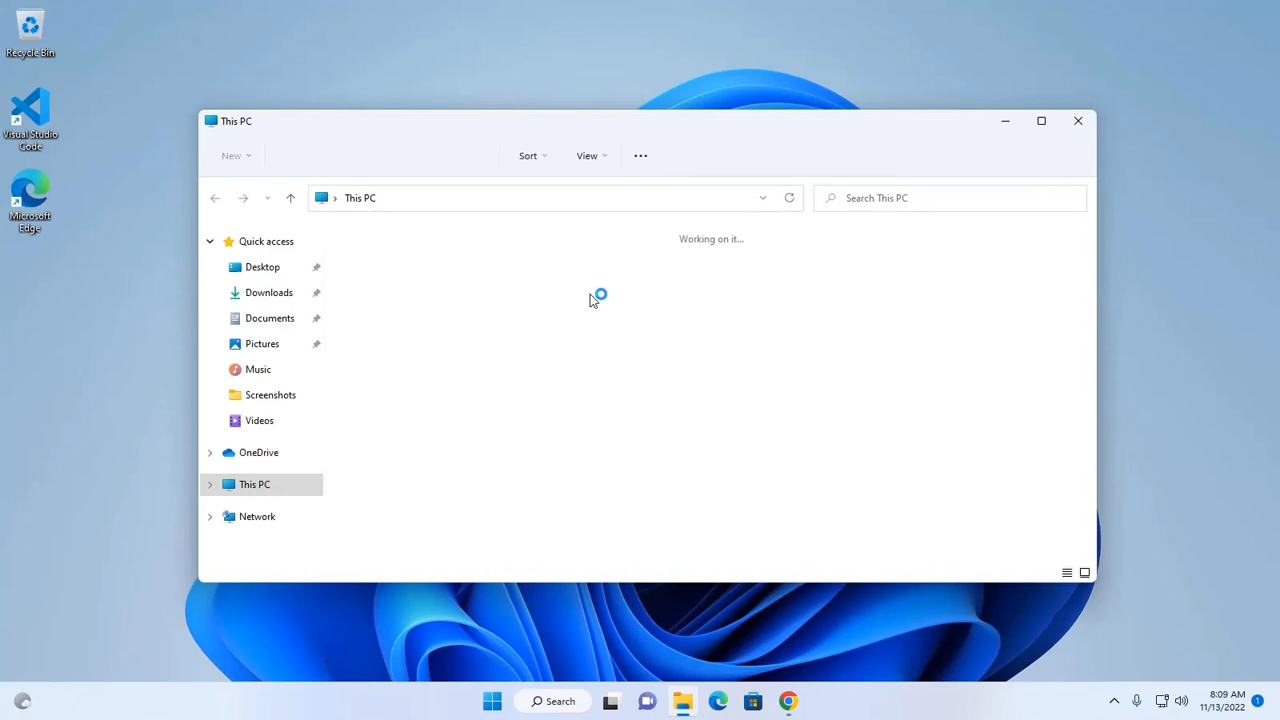 Recycle Bin
Visual Studio
Code
Microsoft
Edge
This PC
New
Sort
View
This PC
Search This PC
Quick access
Working on it...
Desktop
Downloads
Documents
Pictures
Music
Screenshots
Videos
OneDrive
This PC
Network
Search
8:09 AM
11/13/2022
1